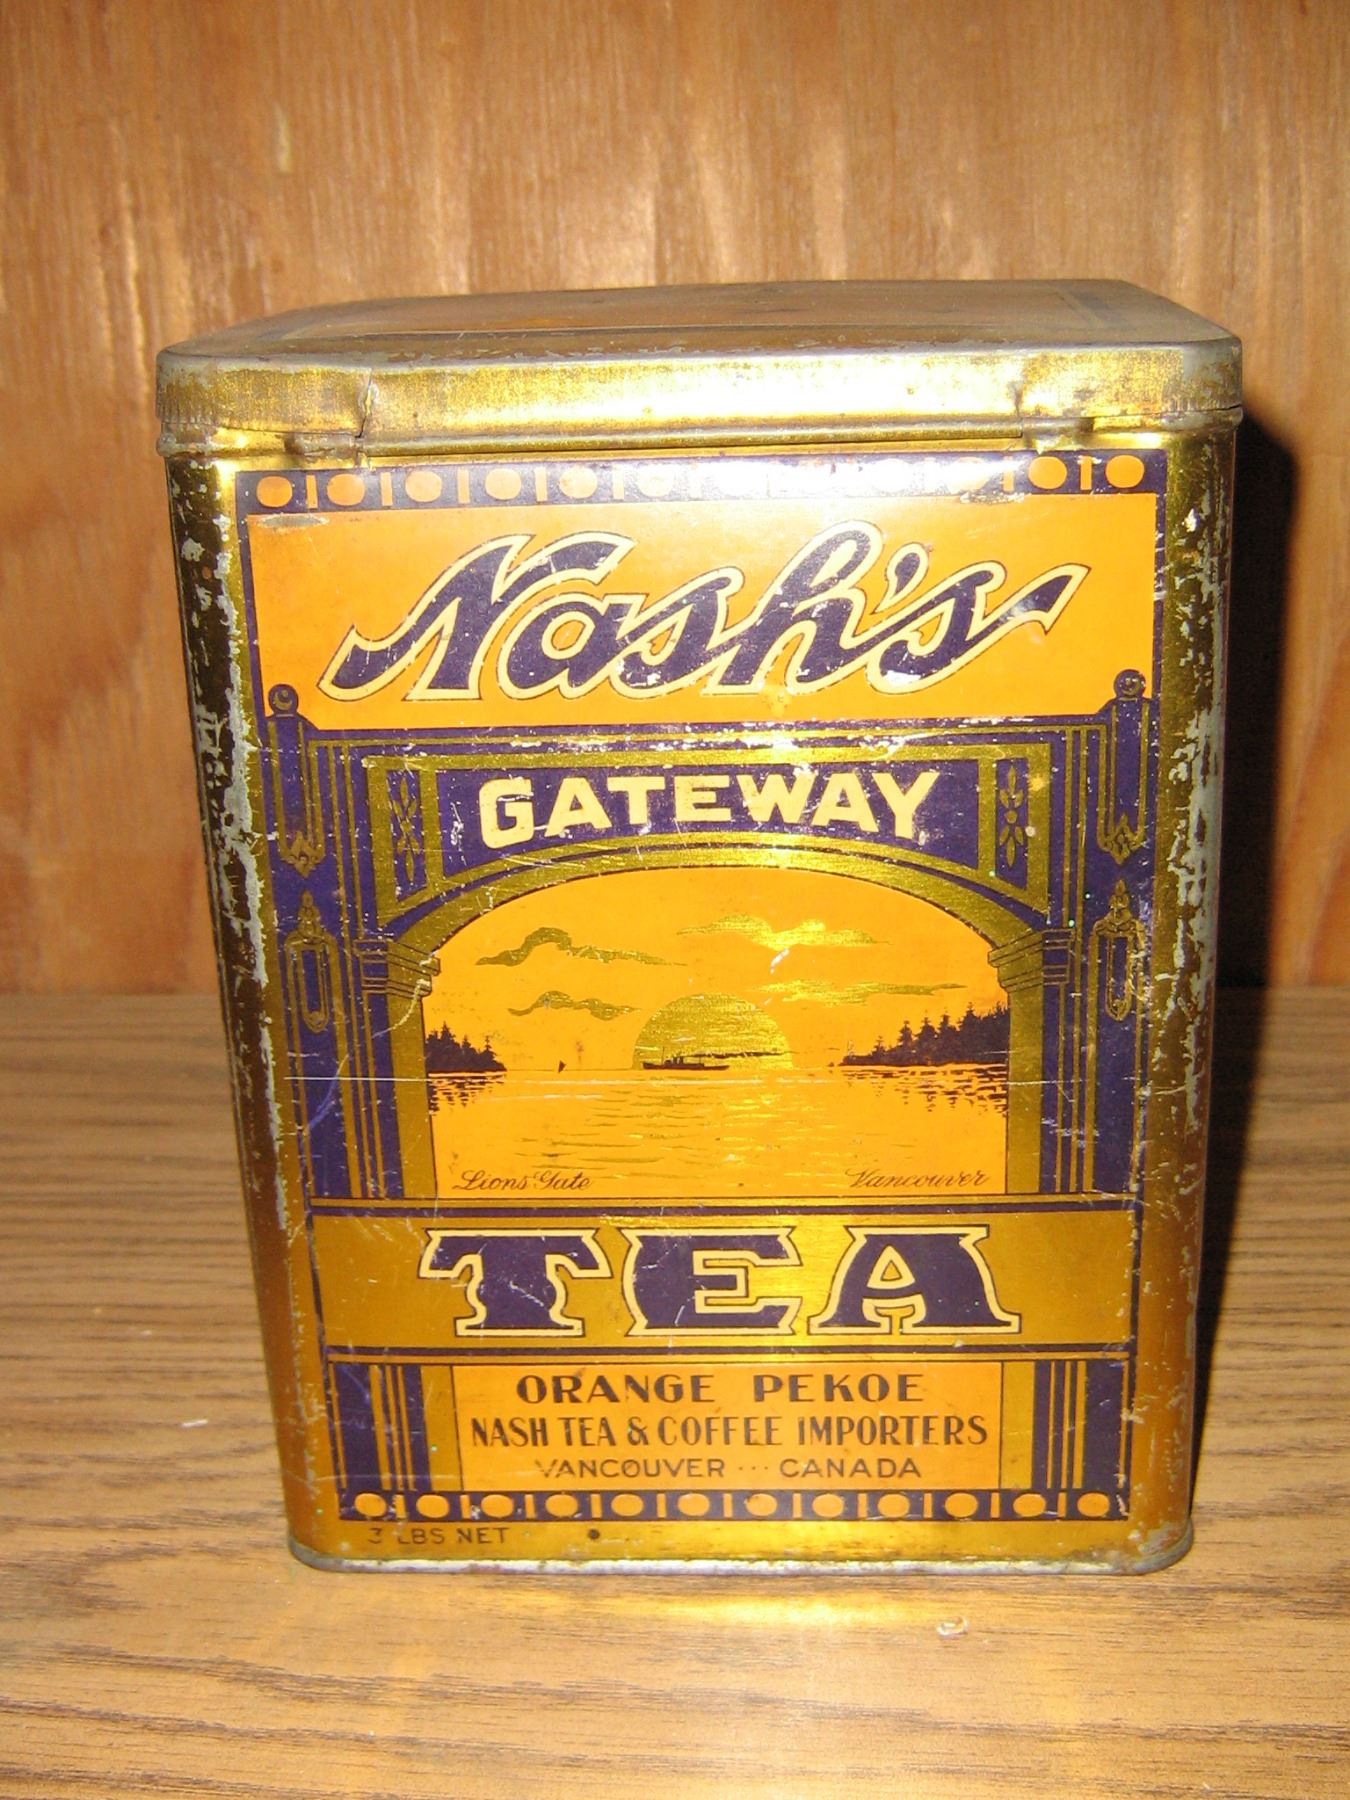 Nash's
GATEWAY
Lions Gate Vancouver
TEA
ORANGE PEKOE
NASH TEA & COFFEE IMPORTERS
VANCOUVER ··· CANADA
3 LBS NET